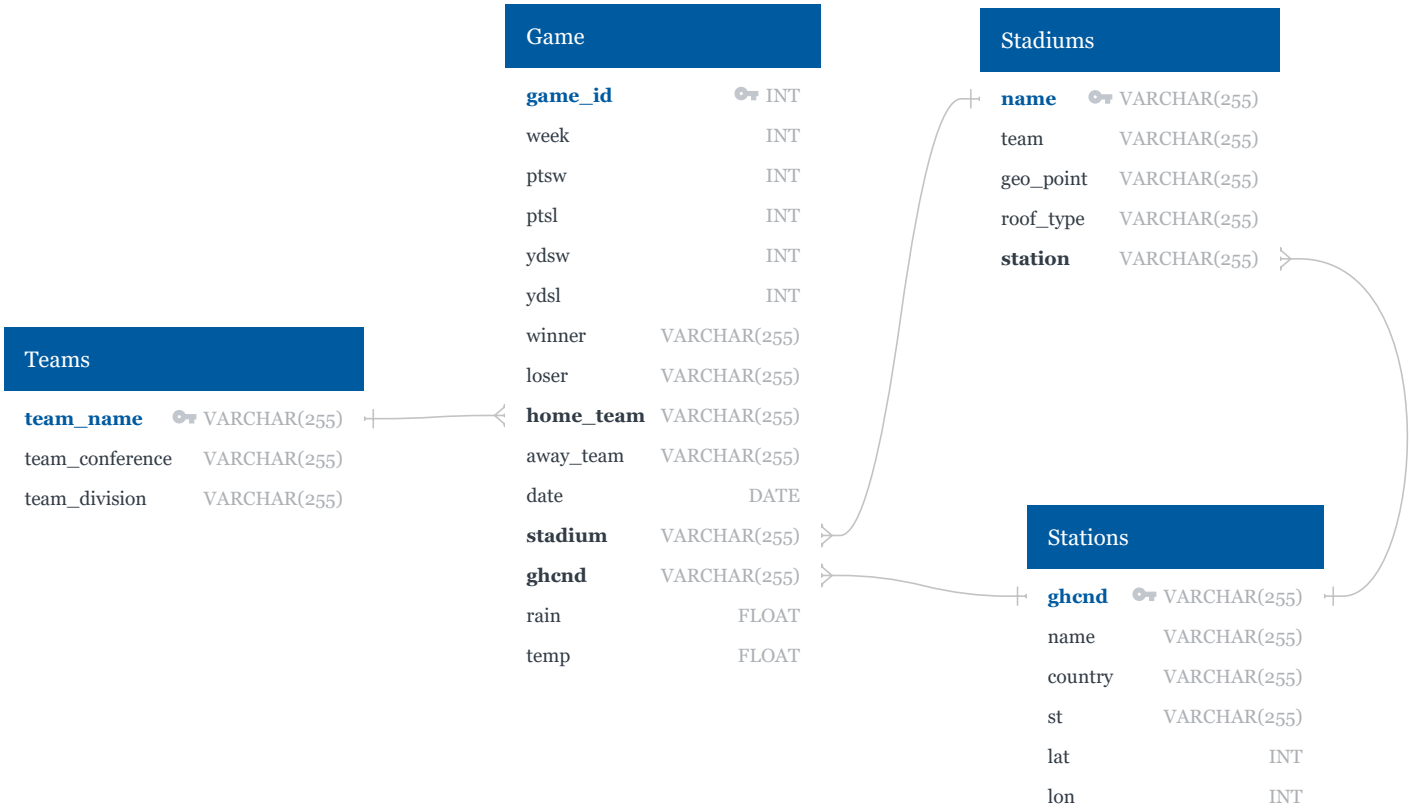 Game
game_id INT
week INT
ptsw INT
ptsl INT
ydsw INT
ydsl INT
winner VARCHAR(255)
loser VARCHAR(255)
home_team VARCHAR(255)
away_team VARCHAR(255)
date DATE
stadium VARCHAR(255)
ghcnd VARCHAR(255)
rain FLOAT
temp FLOAT
Stadiums
name VARCHAR(255)
team VARCHAR(255)
geo_point VARCHAR(255)
roof_type VARCHAR(255)
station VARCHAR(255)
Teams
team_name VARCHAR(255)
team_conference VARCHAR(255)
team_division VARCHAR(255)
Stations
ghcnd VARCHAR(255)
name VARCHAR(255)
country VARCHAR(255)
st VARCHAR(255)
lat INT
lon INT